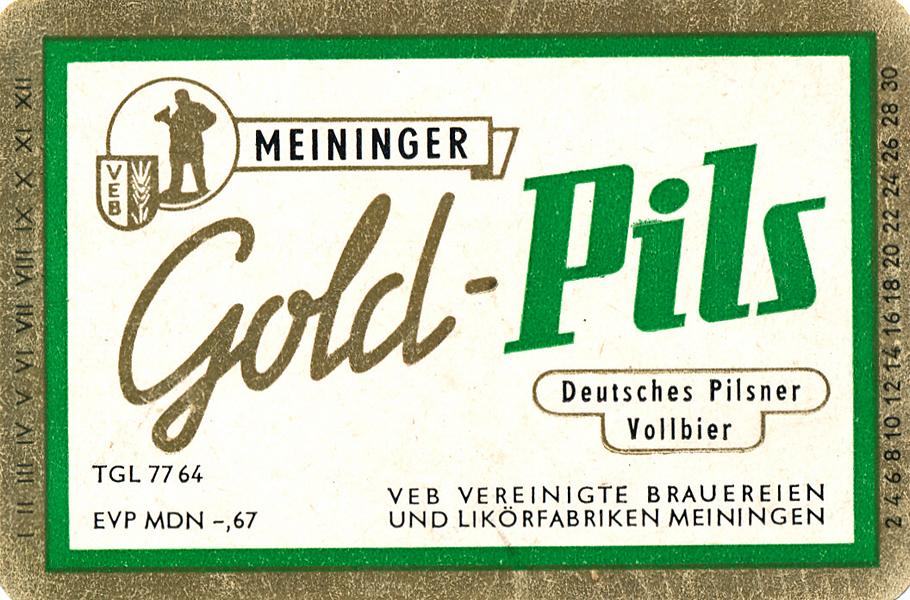 I II III IV V VI VII VIII IX X XI XII
VEB
MEININGER
Gold-Pils
Deutsches Pilsner
Vollbier
TGL 7764
EVP MDN –,67
VEB VEREINIGTE BRAUEREIEN
UND LIKÖRFABRIKEN MEININGEN
2 4 6 8 10 12 14 16 18 20 22 24 26 28 30